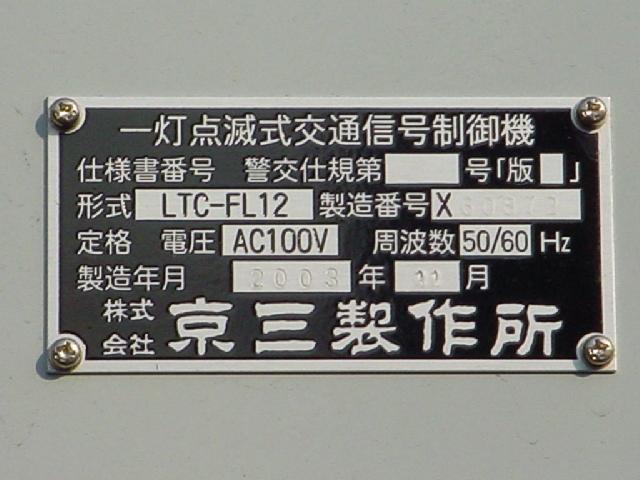 一灯点滅式交通信号制御機
仕様書番号 警交仕規第 号「版 」
形式 LTC-FL12 製造番号 X
定格 電圧 AC100V 周波数 50/60 Hz
製造年月 2003 年 11 月
株式会社 京三製作所